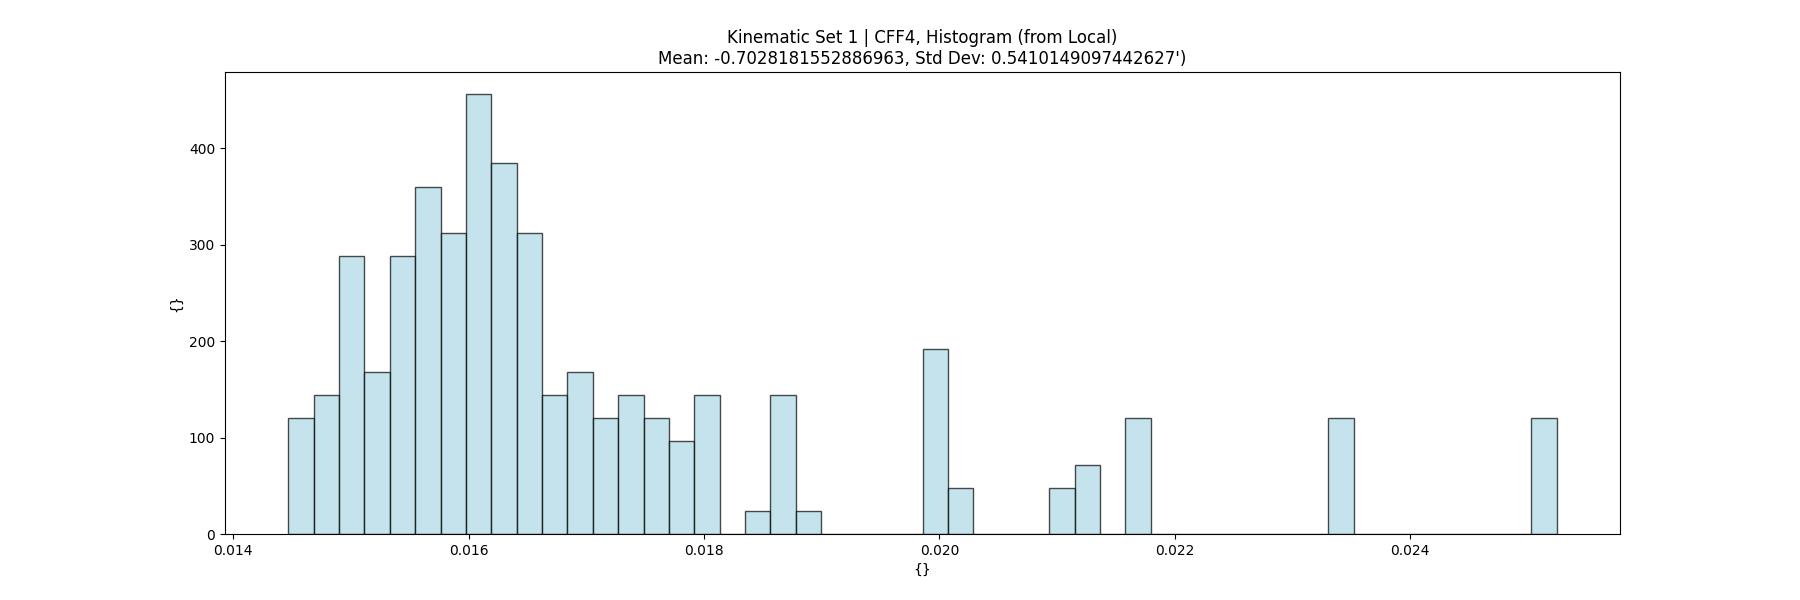 Kinematic Set 1 | CFF4, Histogram (from Local)
Mean: -0.7028181552886963, Std Dev: 0.5410149097442627')
400
300
200
100
0
{}
0.014 0.016 0.018 0.020 0.022 0.024
{}